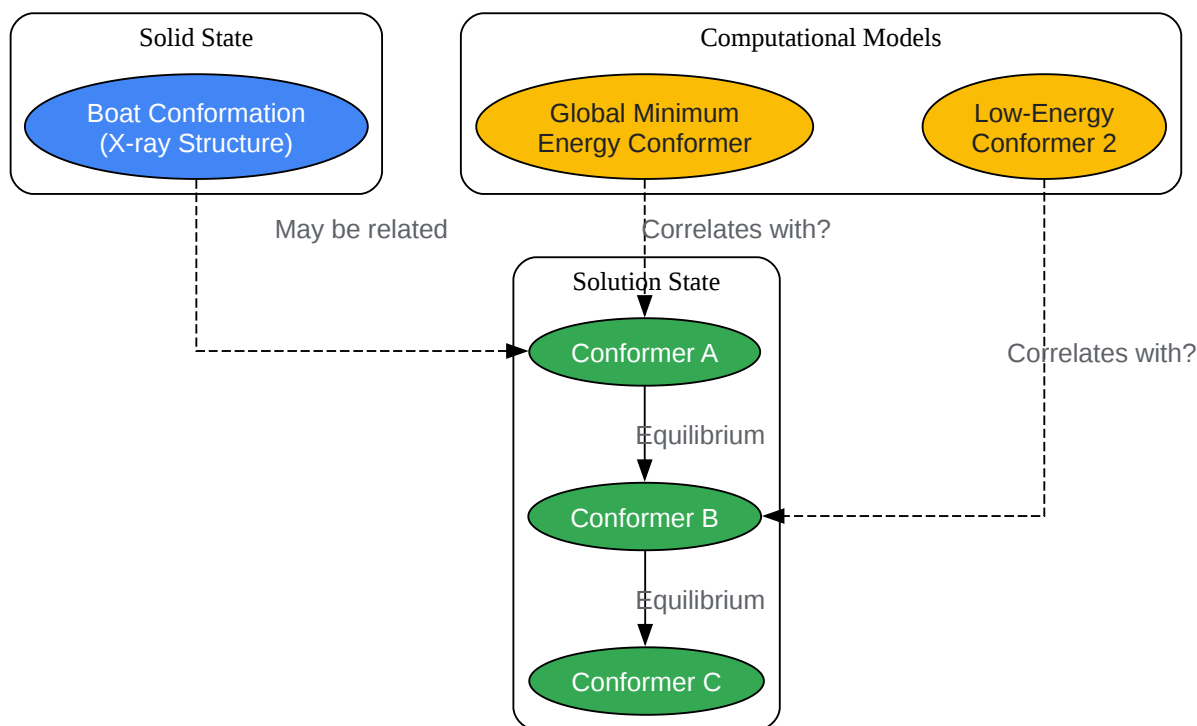 Solid State
Computational Models
Boat Conformation
(X-ray Structure)
Global Minimum
Energy Conformer
Low-Energy
Conformer 2
May be related
Correlates with?
Solution State
Conformer A
Correlates with?
Equilibrium
Conformer B
Equilibrium
Conformer C